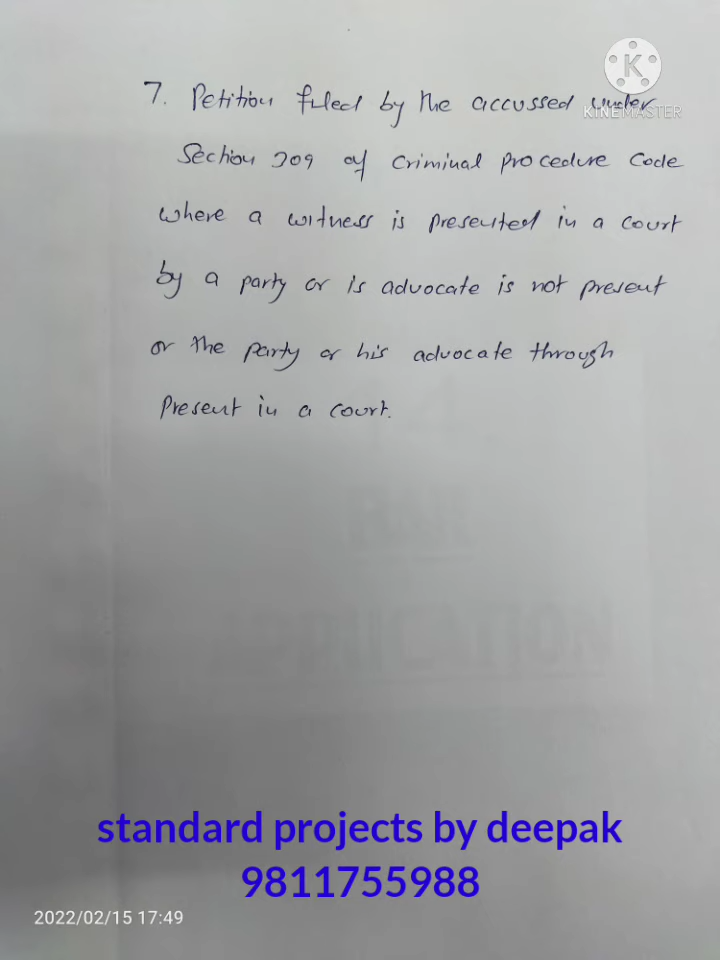 KINEMASTER
7. Petition filed by the accussed under
Section 309 of Criminal Procedure Code
where a witness is presented in a court
by a party or is advocate is not present
or the party or his advocate through
Present in a court.
standard projects by deepak
9811755988
2022/02/15 17:49